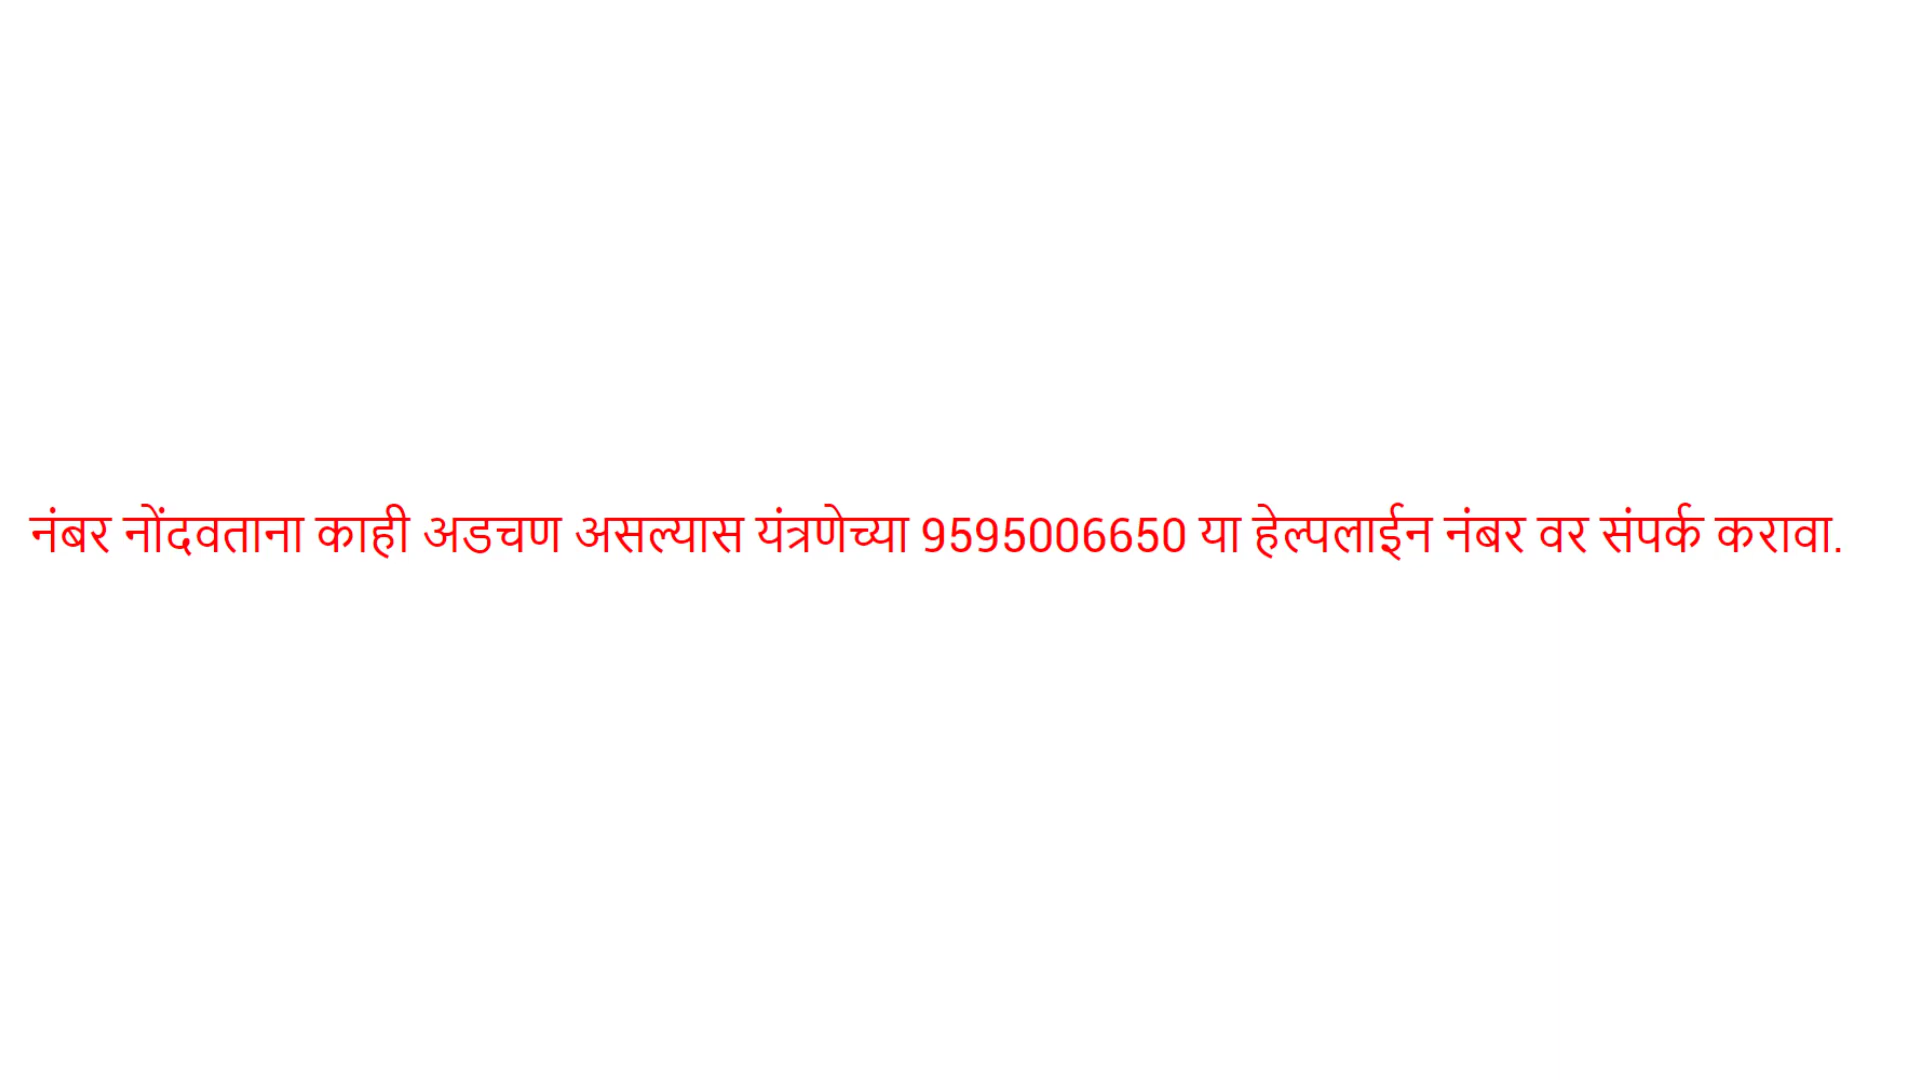 नंबर नोंदवताना काही अडचण असल्यास यंत्रणेच्या 9595006650 या हेल्पलाईन नंबर वर संपर्क करावा.